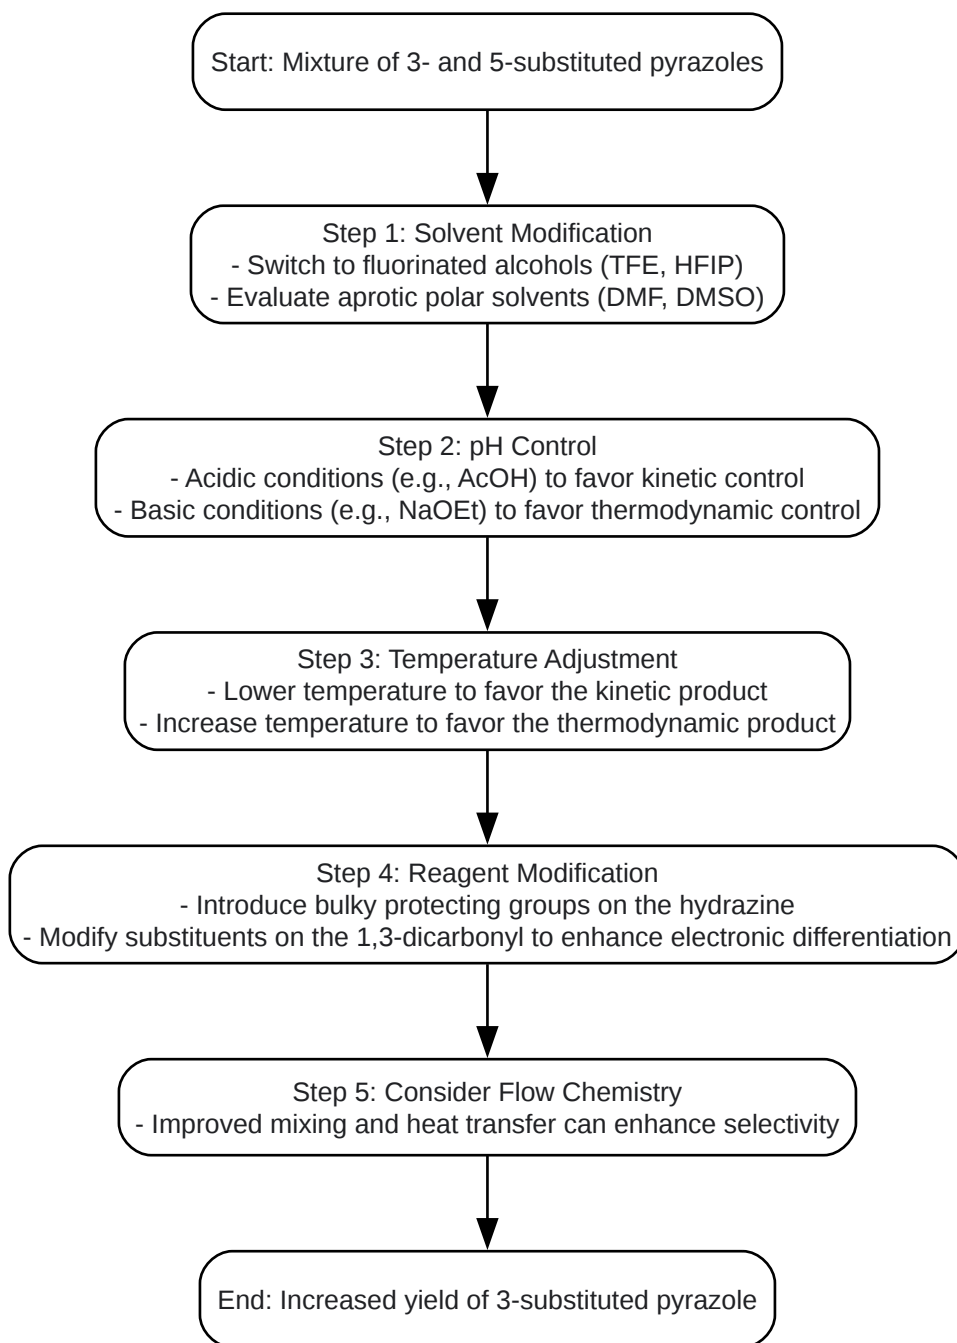 Start: Mixture of 3- and 5-substituted pyrazoles
Step 1: Solvent Modification
- Switch to fluorinated alcohols (TFE, HFIP)
- Evaluate aprotic polar solvents (DMF, DMSO)
Step 2: pH Control
- Acidic conditions (e.g., AcOH) to favor kinetic control
- Basic conditions (e.g., NaOEt) to favor thermodynamic control
Step 3: Temperature Adjustment
- Lower temperature to favor the kinetic product
- Increase temperature to favor the thermodynamic product
Step 4: Reagent Modification
- Introduce bulky protecting groups on the hydrazine
- Modify substituents on the 1,3-dicarbonyl to enhance electronic differentiation
Step 5: Consider Flow Chemistry
- Improved mixing and heat transfer can enhance selectivity
End: Increased yield of 3-substituted pyrazole